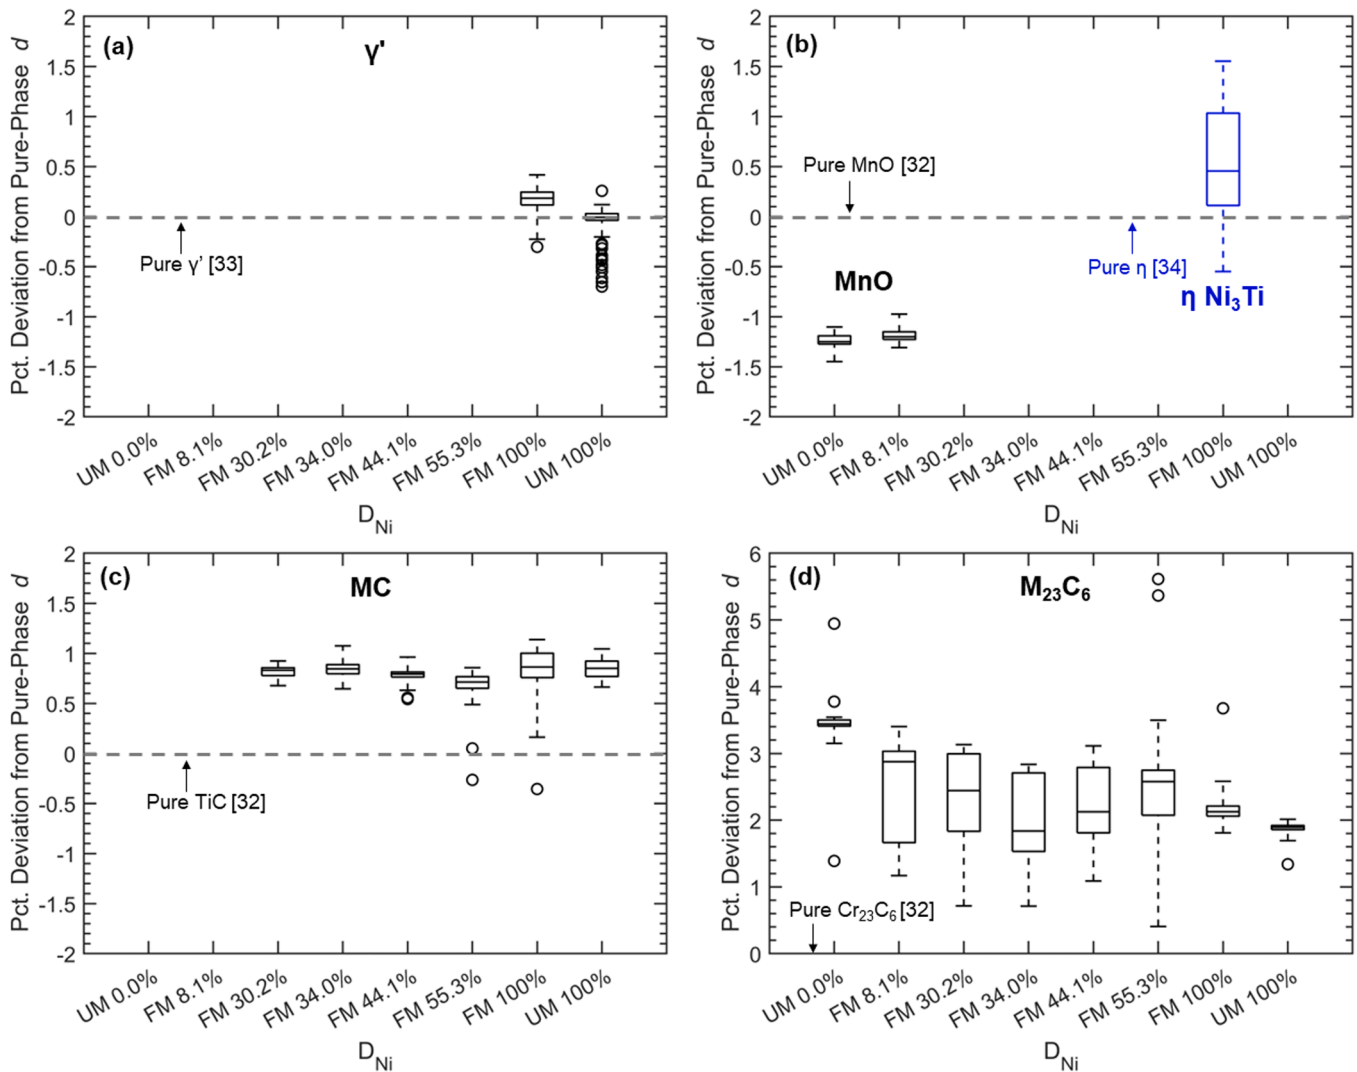 (a)
γ'
Pct. Deviation from Pure-Phase d
2
1.5
1
0.5
0
-0.5
-1
-1.5
-2
Pure γ' [33]
UM 0.0%
FM 8.1%
FM 30.2%
FM 34.0%
FM 44.1%
FM 55.3%
FM 100%
UM 100%
D_Ni
(b)
Pct. Deviation from Pure-Phase d
2
1.5
1
0.5
0
-0.5
-1
-1.5
-2
Pure MnO [32]
Pure η [34]
MnO
η Ni₃Ti
UM 0.0%
FM 8.1%
FM 30.2%
FM 34.0%
FM 44.1%
FM 55.3%
FM 100%
UM 100%
D_Ni
(c)
MC
Pct. Deviation from Pure-Phase d
2
1.5
1
0.5
0
-0.5
-1
-1.5
-2
Pure TiC [32]
UM 0.0%
FM 8.1%
FM 30.2%
FM 34.0%
FM 44.1%
FM 55.3%
FM 100%
UM 100%
D_Ni
(d)
M₂₃C₆
Pct. Deviation from Pure-Phase d
6
5
4
3
2
1
0
Pure Cr₂₃C₆ [32]
UM 0.0%
FM 8.1%
FM 30.2%
FM 34.0%
FM 44.1%
FM 55.3%
FM 100%
UM 100%
D_Ni